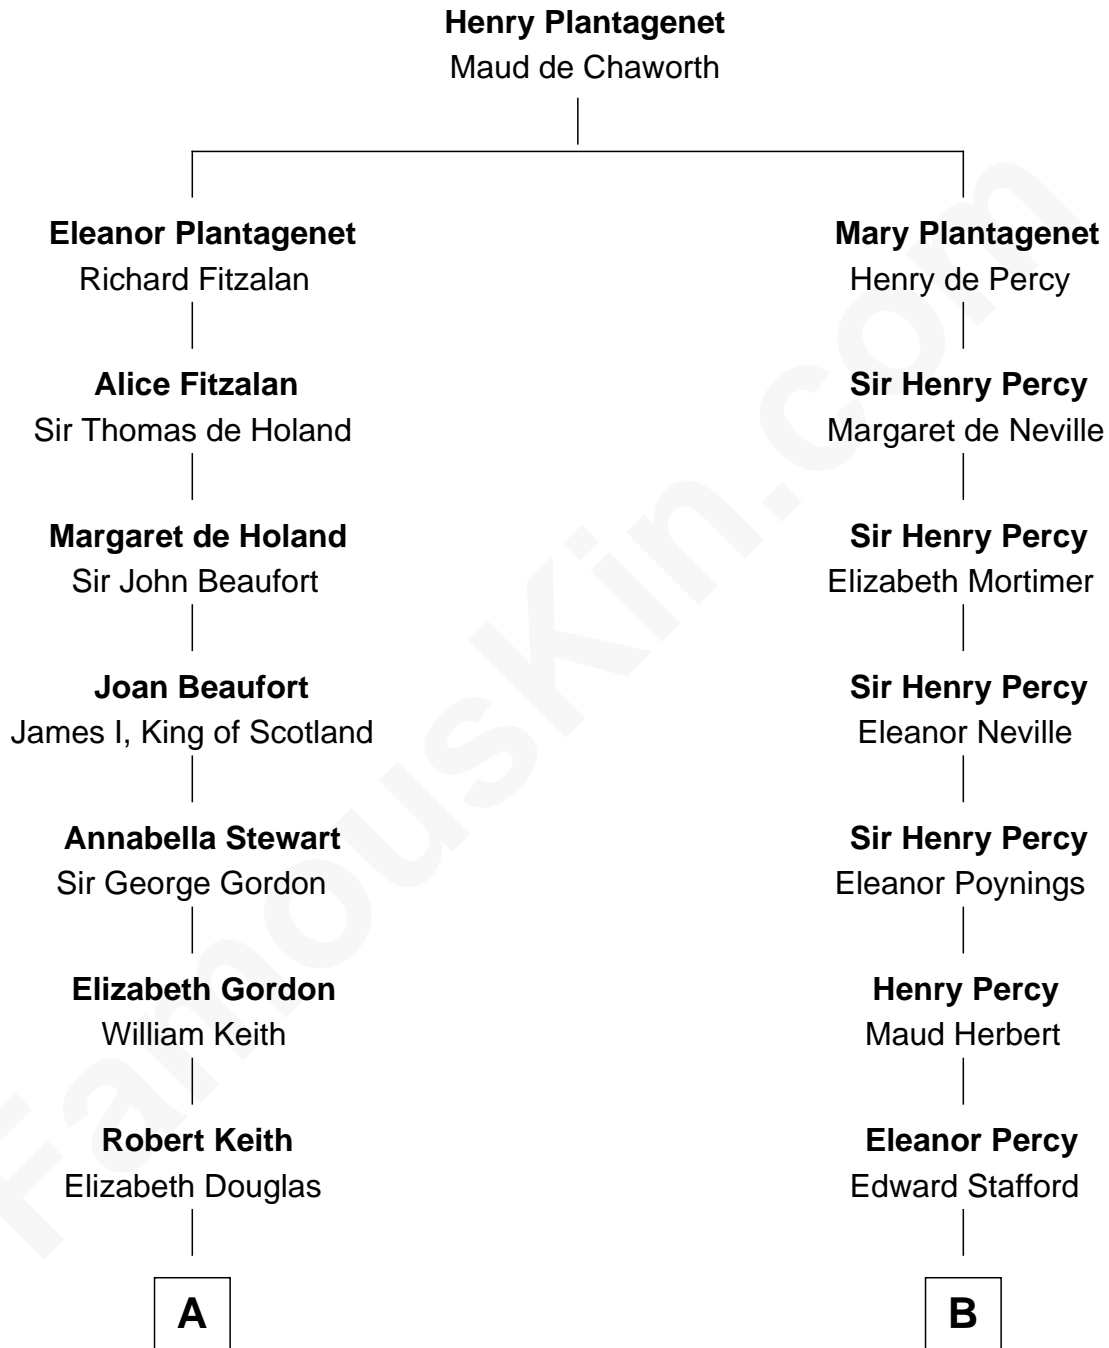 Henry Plantagenet
Maud de Chaworth
Eleanor Plantagenet
Richard Fitzalan
Mary Plantagenet
Henry de Percy
Alice Fitzalan
Sir Thomas de Holand
Sir Henry Percy
Margaret de Neville
Margaret de Holand
Sir John Beaufort
Sir Henry Percy
Elizabeth Mortimer
Joan Beaufort
James I, King of Scotland
Sir Henry Percy
Eleanor Neville
Annabella Stewart
Sir George Gordon
Sir Henry Percy
Eleanor Poynings
Elizabeth Gordon
William Keith
Henry Percy
Maud Herbert
Robert Keith
Elizabeth Douglas
Eleanor Percy
Edward Stafford
A
B
FamousKin.com